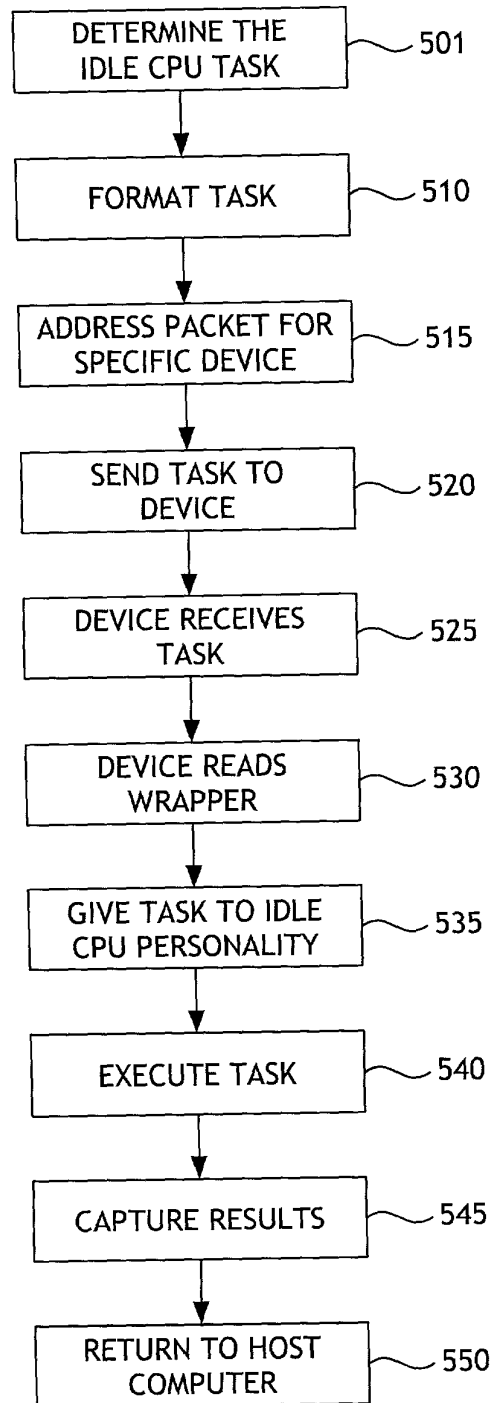 DETERMINE THE
IDLE CPU TASK
501
FORMAT TASK
510
ADDRESS PACKET FOR
SPECIFIC DEVICE
515
SEND TASK TO
DEVICE
520
DEVICE RECEIVES
TASK
525
DEVICE READS
WRAPPER
530
GIVE TASK TO IDLE
CPU PERSONALITY
535
EXECUTE TASK
540
CAPTURE RESULTS
545
RETURN TO HOST
COMPUTER
550